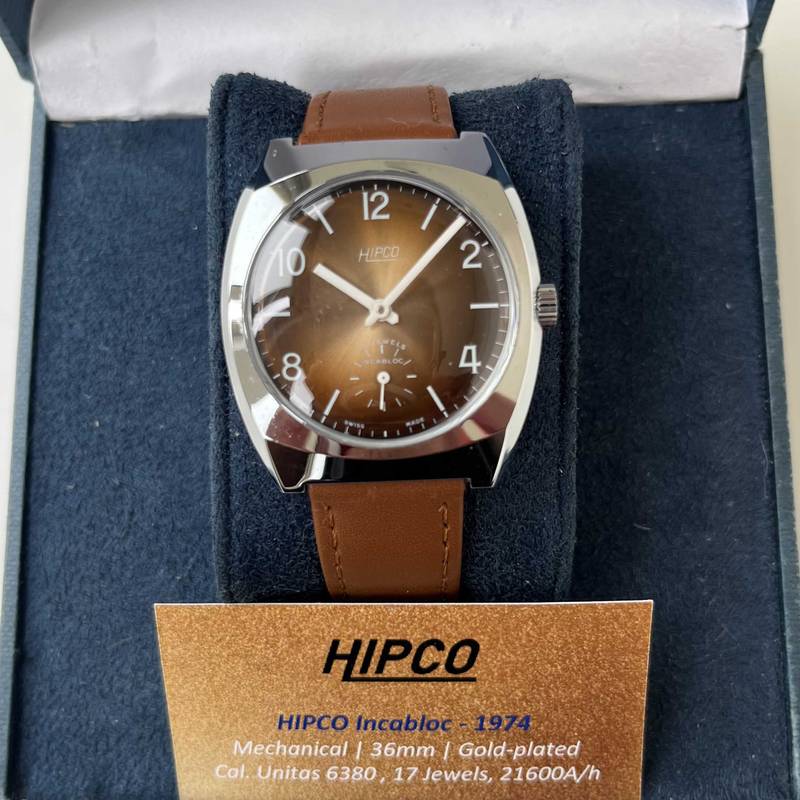 12
10
2
HIPCO
JEWELS
INCABLOC
8
4
SWISS MADE
HIPCO
HIPCO Incabloc - 1974
Mechanical | 36mm | Gold-plated
Cal. Unitas 6380 , 17 Jewels, 21600A/h